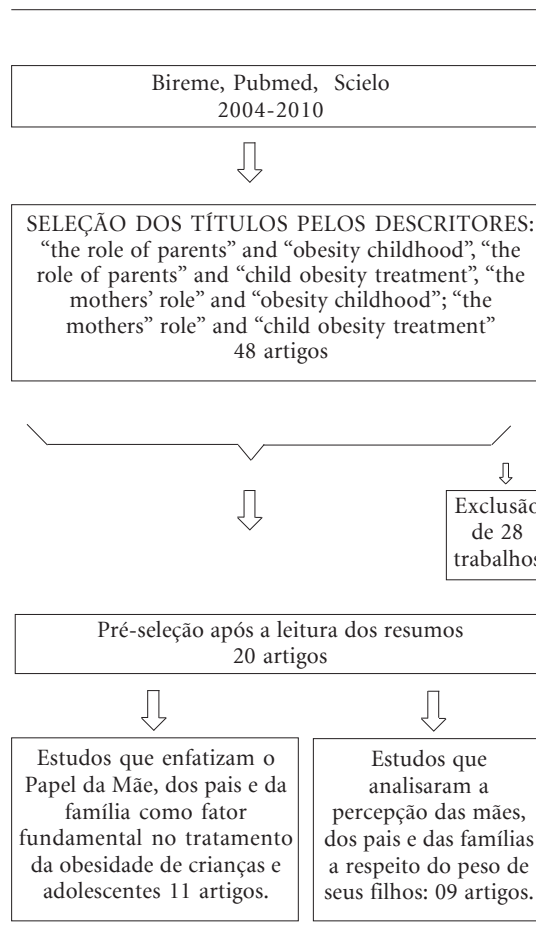 Bireme, Pubmed, Scielo
2004-2010
SELEÇÃO DOS TÍTULOS PELOS DESCRITORES:
“the role of parents” and “obesity childhood”, “the
role of parents” and “child obesity treatment”, “the
mothers’ role” and “obesity childhood”; “the
mothers” role” and “child obesity treatment”
48 artigos
Exclusão
de 28
trabalhos
Pré-seleção após a leitura dos resumos
20 artigos
Estudos que enfatizam o
Papel da Mãe, dos pais e da
família como fator
fundamental no tratamento
da obesidade de crianças e
adolescentes 11 artigos.
Estudos que
analisaram a
percepção das mães,
dos pais e das famílias
a respeito do peso de
seus filhos: 09 artigos.